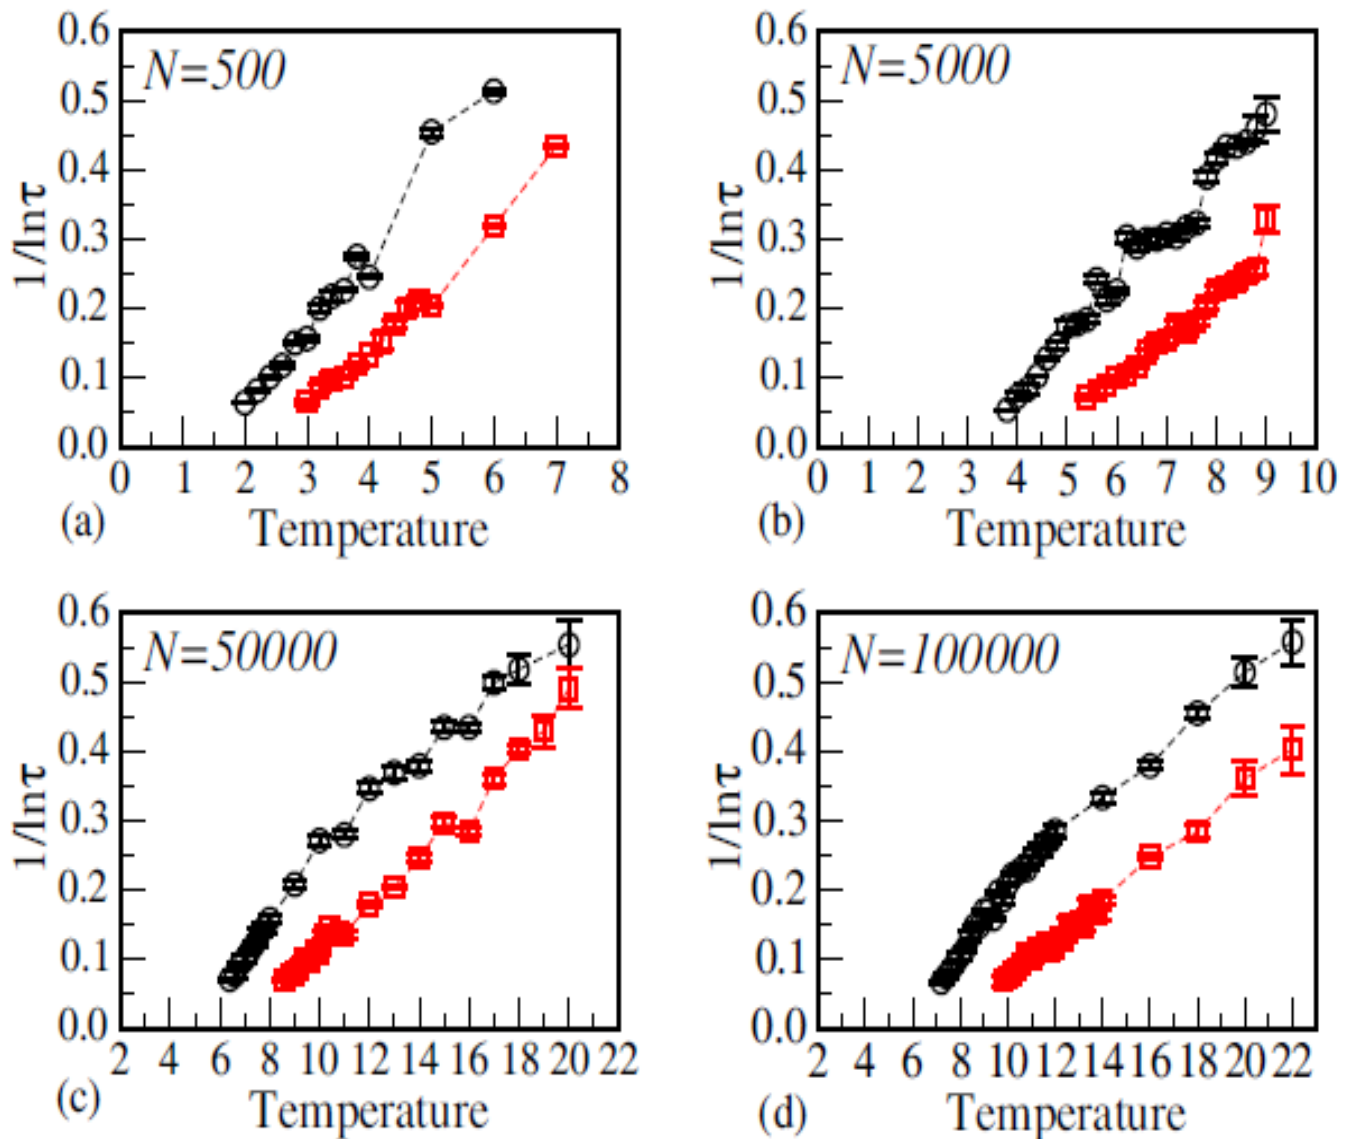 0.6
N=500
0.5
0.4
0.3
0.2
0.1
0.0
1/lnτ
0 1 2 3 4 5 6 7 8
(a) Temperature
0.6
N=5000
0.5
0.4
0.3
0.2
0.1
0.0
1/lnτ
0 1 2 3 4 5 6 7 8 9 10
(b) Temperature
0.6
N=50000
0.5
0.4
0.3
0.2
0.1
0.0
1/lnτ
2 4 6 8 10 12 14 16 18 20 22
(c) Temperature
0.6
N=100000
0.5
0.4
0.3
0.2
0.1
0.0
1/lnτ
2 4 6 8 10 12 14 16 18 20 22
(d) Temperature